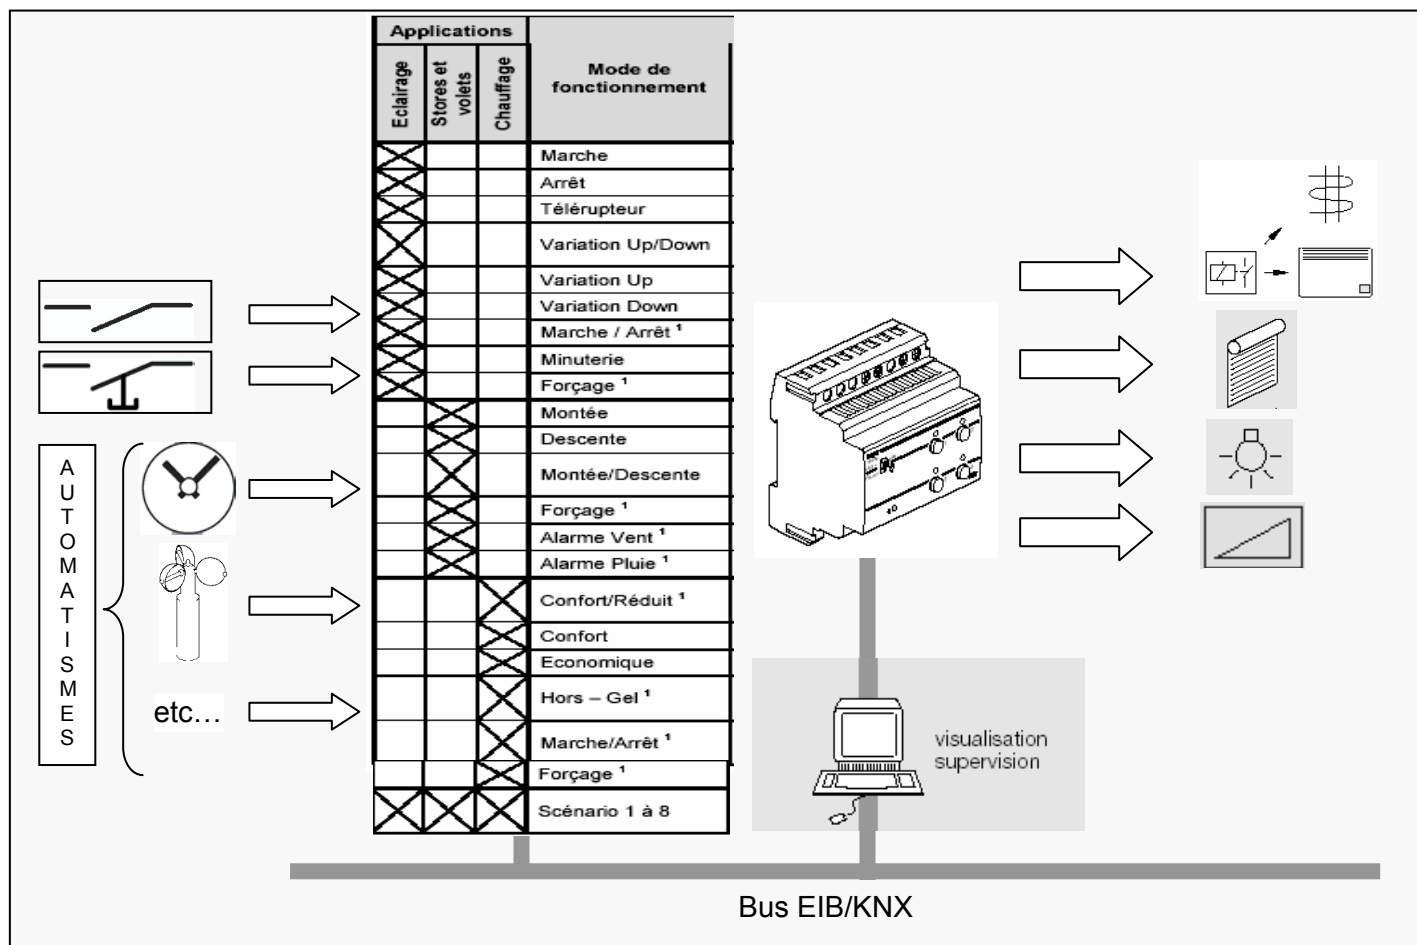 Applications
Eclairage
Stores et volets
Chauffage
Mode de
fonctionnement
Marche
Arrêt
Télérupteur
Variation Up/Down
Variation Up
Variation Down
Marche / Arrêt ¹
Minuterie
Forçage ¹
Montée
Descente
Montée/Descente
Forçage ¹
Alarme Vent ¹
Alarme Pluie ¹
Confort/Réduit ¹
Confort
Economique
Hors – Gel ¹
Marche/Arrêt ¹
Forçage ¹
Scénario 1 à 8
AUTOMATISMES
etc…
visualisation
supervision
Bus EIB/KNX